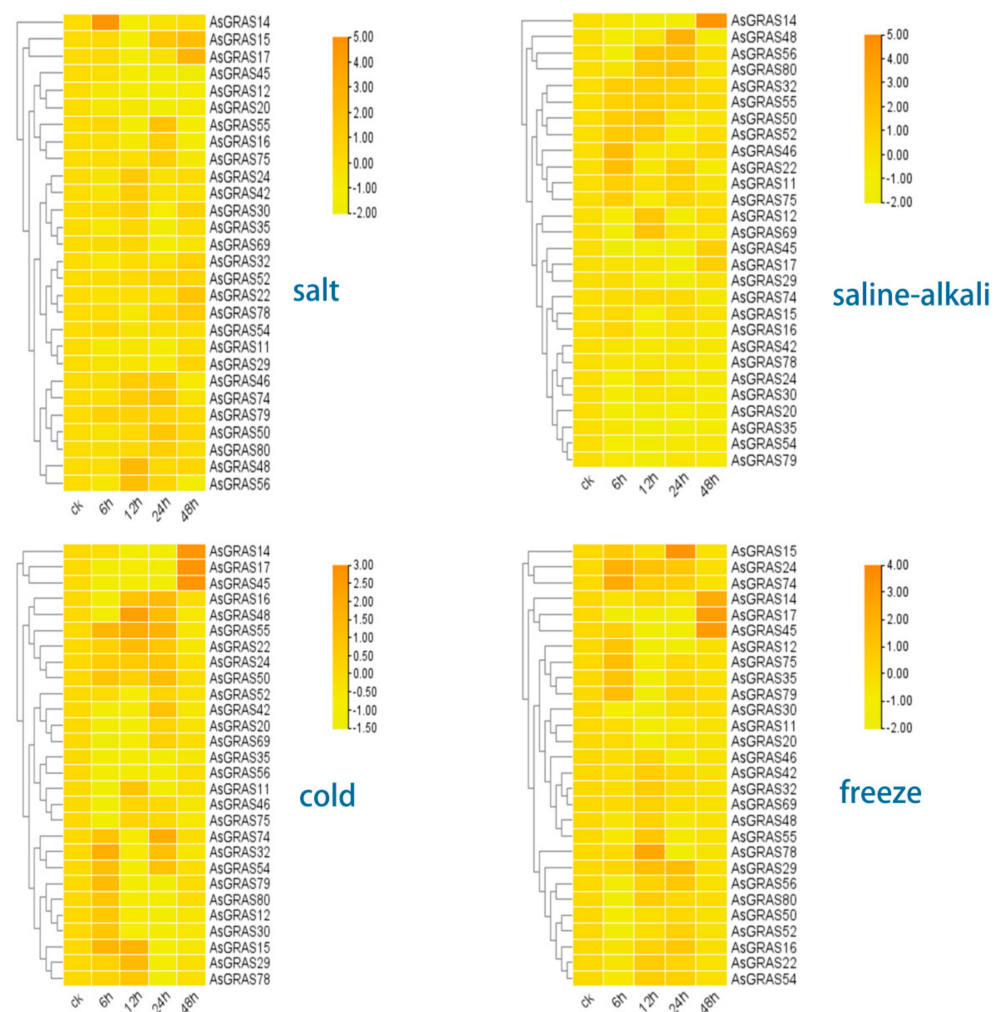 AsGRAS14
AsGRAS15
AsGRAS17
AsGRAS45
AsGRAS12
AsGRAS20
AsGRAS55
AsGRAS16
AsGRAS75
AsGRAS24
AsGRAS42
AsGRAS30
AsGRAS35
AsGRAS69
AsGRAS32
AsGRAS52
AsGRAS22
AsGRAS78
AsGRAS54
AsGRAS11
AsGRAS29
AsGRAS46
AsGRAS74
AsGRAS79
AsGRAS50
AsGRAS80
AsGRAS48
AsGRAS56
ck 6h 12h 24h 48h
5.00
4.00
3.00
2.00
1.00
0.00
-1.00
-2.00
salt
AsGRAS14
AsGRAS48
AsGRAS56
AsGRAS80
AsGRAS32
AsGRAS55
AsGRAS50
AsGRAS52
AsGRAS46
AsGRAS22
AsGRAS11
AsGRAS75
AsGRAS12
AsGRAS69
AsGRAS45
AsGRAS17
AsGRAS29
AsGRAS74
AsGRAS15
AsGRAS16
AsGRAS42
AsGRAS78
AsGRAS24
AsGRAS30
AsGRAS20
AsGRAS35
AsGRAS54
AsGRAS79
ck 6h 12h 24h 48h
5.00
4.00
3.00
2.00
1.00
0.00
-1.00
-2.00
saline-alkali
AsGRAS14
AsGRAS17
AsGRAS45
AsGRAS16
AsGRAS48
AsGRAS55
AsGRAS22
AsGRAS24
AsGRAS50
AsGRAS52
AsGRAS42
AsGRAS20
AsGRAS69
AsGRAS35
AsGRAS56
AsGRAS11
AsGRAS46
AsGRAS75
AsGRAS74
AsGRAS32
AsGRAS54
AsGRAS79
AsGRAS80
AsGRAS12
AsGRAS30
AsGRAS15
AsGRAS29
AsGRAS78
ck 6h 12h 24h 48h
3.00
2.50
2.00
1.50
1.00
0.50
0.00
-0.50
-1.00
-1.50
cold
AsGRAS15
AsGRAS24
AsGRAS74
AsGRAS14
AsGRAS17
AsGRAS45
AsGRAS12
AsGRAS75
AsGRAS35
AsGRAS79
AsGRAS30
AsGRAS11
AsGRAS20
AsGRAS46
AsGRAS42
AsGRAS32
AsGRAS69
AsGRAS48
AsGRAS55
AsGRAS78
AsGRAS29
AsGRAS56
AsGRAS80
AsGRAS50
AsGRAS52
AsGRAS16
AsGRAS22
AsGRAS54
ck 6h 12h 24h 48h
4.00
3.00
2.00
1.00
0.00
-1.00
-2.00
freeze